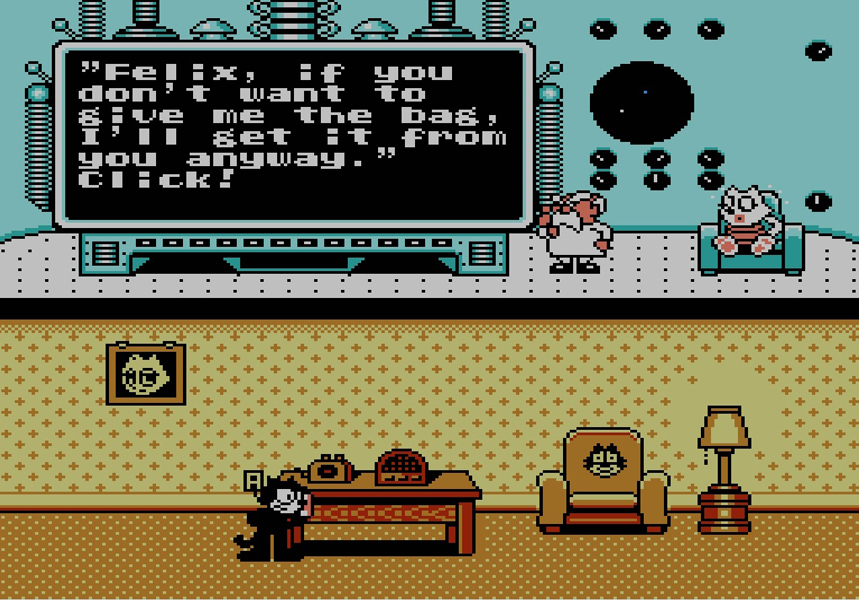 "Felix, if you
don't want to
give me the bag,
I'll get it from
you anyway."
Click!